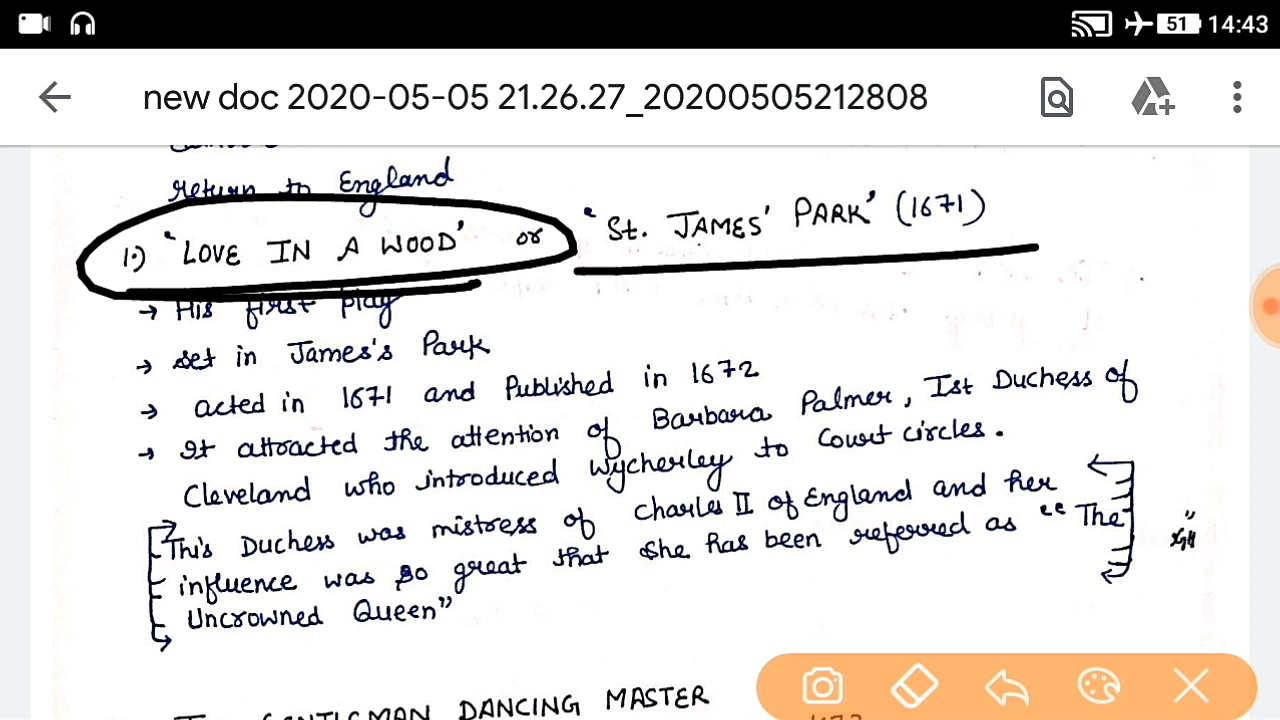 51 14:43
new doc 2020-05-05 21.26.27_20200505212808
return to England
1.) 'LOVE IN A WOOD' or 'St. JAMES' PARK' (1671)
→ His first play
→ set in James's Park
→ acted in 1671 and Published in 1672
→ It attracted the attention of Barbara Palmer, Ist Duchess of
Cleveland who introduced Wycherley to Court circles.
This Duchess was mistress of Charles II of England and her
influence was so great that she has been referred as "The
Uncrowned Queen"
GENTLEMAN DANCING MASTER